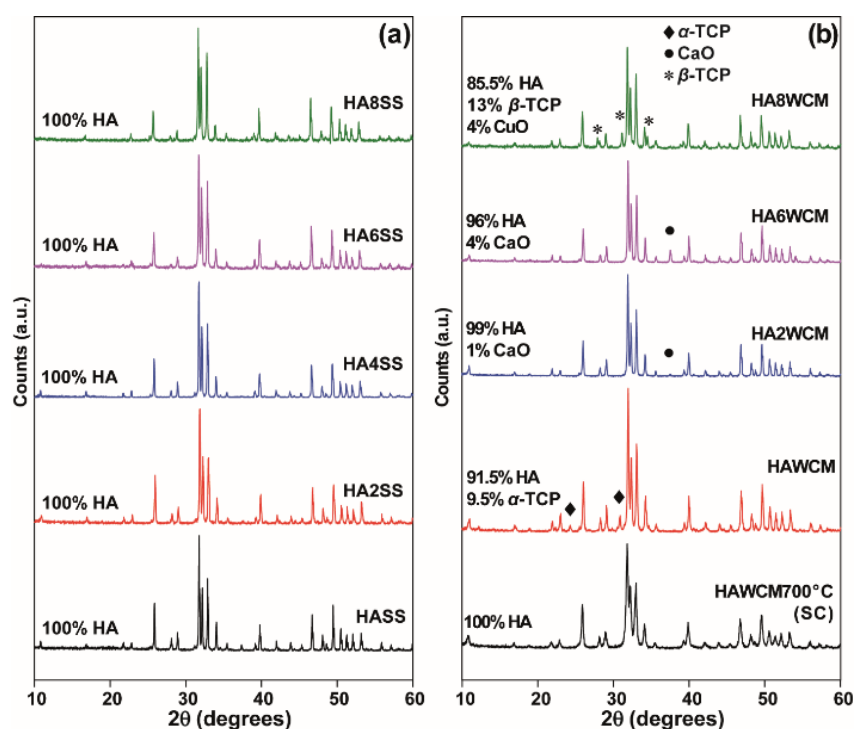 (a)
100% HA
HA8SS
100% HA
HA6SS
100% HA
HA4SS
100% HA
HA2SS
100% HA
HASS
Counts (a.u.)
10 20 30 40 50 60
2θ (degrees)
(b)
♦ α-TCP
● CaO
* β-TCP
85.5% HA
13% β-TCP
4% CuO
HA8WCM
* * *
96% HA
4% CaO
HA6WCM
●
99% HA
1% CaO
HA2WCM
●
91.5% HA
9.5% α-TCP
HAWCM
♦ ♦
100% HA
HAWCM700°C
(SC)
Counts (a.u.)
10 20 30 40 50 60
2θ (degrees)